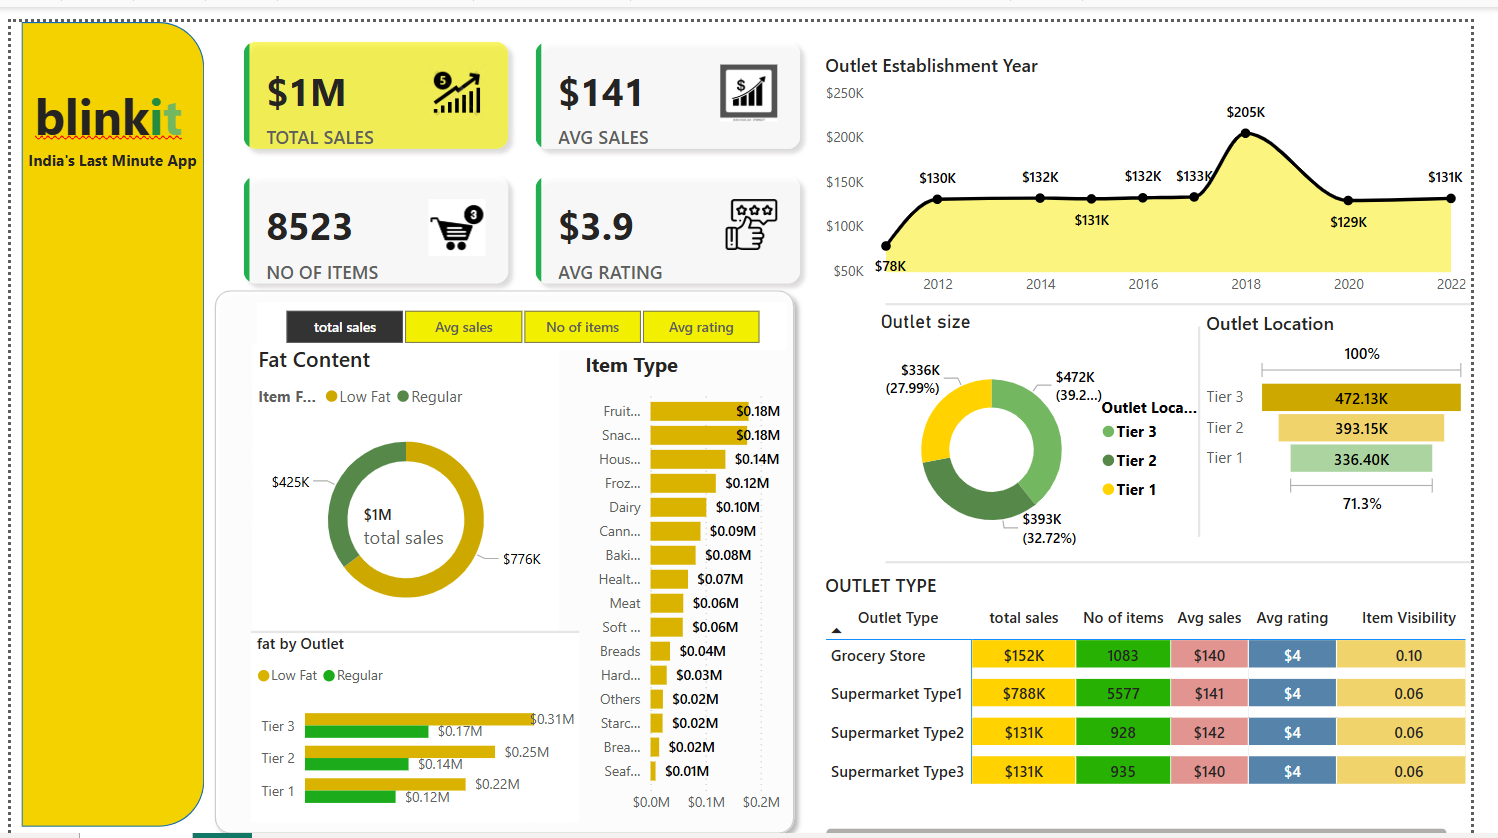 blinkit
India's Last Minute App
$1M
TOTAL SALES
5
$141
AVG SALES
$
8523
NO OF ITEMS
3
$3.9
AVG RATING
total sales
Avg sales
No of items
Avg rating
Fat Content
Item F... Low Fat Regular
$425K
$1M
total sales
$776K
fat by Outlet
Low Fat Regular
Tier 3 $0.31M
$0.17M
Tier 2 $0.25M
$0.14M
Tier 1 $0.22M
$0.12M
Item Type
Fruit... $0.18M
Snac... $0.18M
Hous... $0.14M
Froz... $0.12M
Dairy $0.10M
Cann... $0.09M
Baki... $0.08M
Healt... $0.07M
Meat $0.06M
Soft ... $0.06M
Breads $0.04M
Hard... $0.03M
Others $0.02M
Starc... $0.02M
Brea... $0.02M
Seaf... $0.01M
$0.0M $0.1M $0.2M
Outlet Establishment Year
$250K
$200K
$150K
$100K
$50K
$78K
$130K
$132K
$131K
$132K
$133K
$205K
$129K
$131K
2012 2014 2016 2018 2020 2022
Outlet size
$336K
(27.99%)
$472K
(39.2...)
$393K
(32.72%)
Outlet Loca...
Tier 3
Tier 2
Tier 1
Outlet Location
100%
Tier 3 472.13K
Tier 2 393.15K
Tier 1 336.40K
71.3%
OUTLET TYPE
Outlet Type total sales No of items Avg sales Avg rating Item Visibility
Grocery Store $152K 1083 $140 $4 0.10
Supermarket Type1 $788K 5577 $141 $4 0.06
Supermarket Type2 $131K 928 $142 $4 0.06
Supermarket Type3 $131K 935 $140 $4 0.06